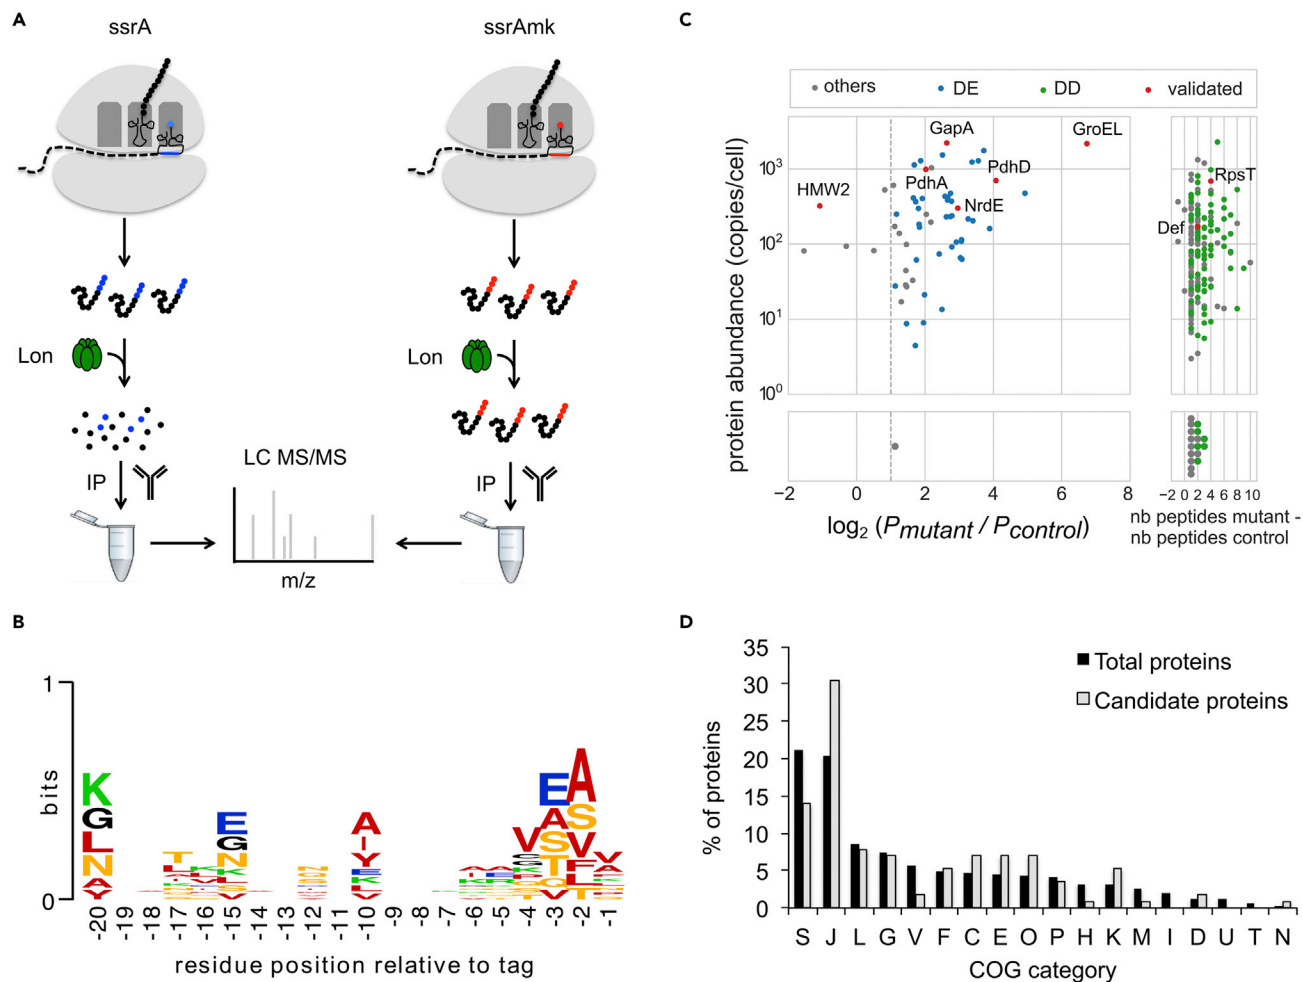 A
ssrA
ssrAmk
Lon
Lon
IP
LC MS/MS
IP
m/z
B
1
bits
0
K
G
L
N
A
Y
T
E
G
N
K
L
S
V
N
S
A
I
Y
E
K
L
V
V
G
G
K
E
A
S
T
Q
V
A
S
V
F
L
T
V
A
-20 -19 -18 -17 -16 -15 -14 -13 -12 -11 -10 -9 -8 -7 -6 -5 -4 -3 -2 -1
residue position relative to tag
C
others DE DD validated
protein abundance (copies/cell)
10³
10²
10¹
10⁰
GapA
GroEL
HMW2
PdhA
PdhD
NrdE
RpsT
Def
−2 0 2 4 6 8
log₂ (Pmutant / Pcontrol)
−2 0 2 4 6 8 10
nb peptides mutant -
nb peptides control
D
% of proteins
35
30
25
20
15
10
5
0
Total proteins
Candidate proteins
S J L G V F C E O P H K M I D U T N
COG category